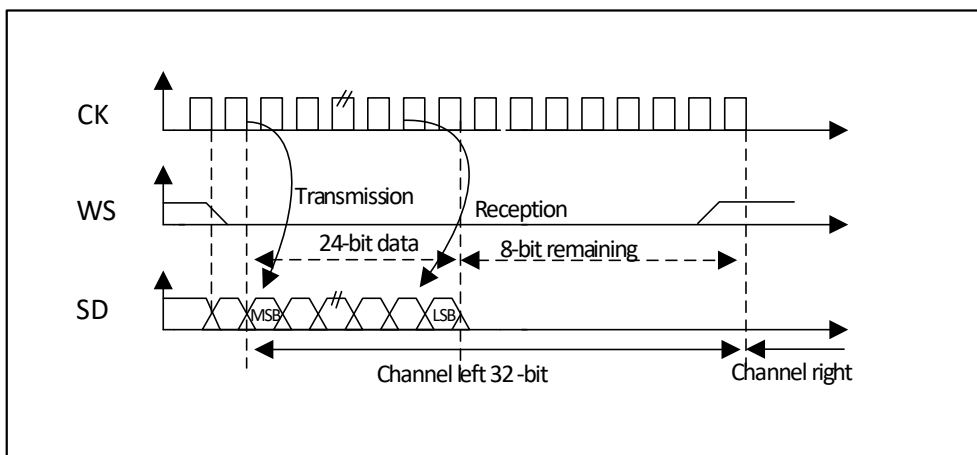 CK
WS
Transmission
Reception
24-bit data
8-bit remaining
SD
MSB
LSB
Channel left 32 -bit
Channel right